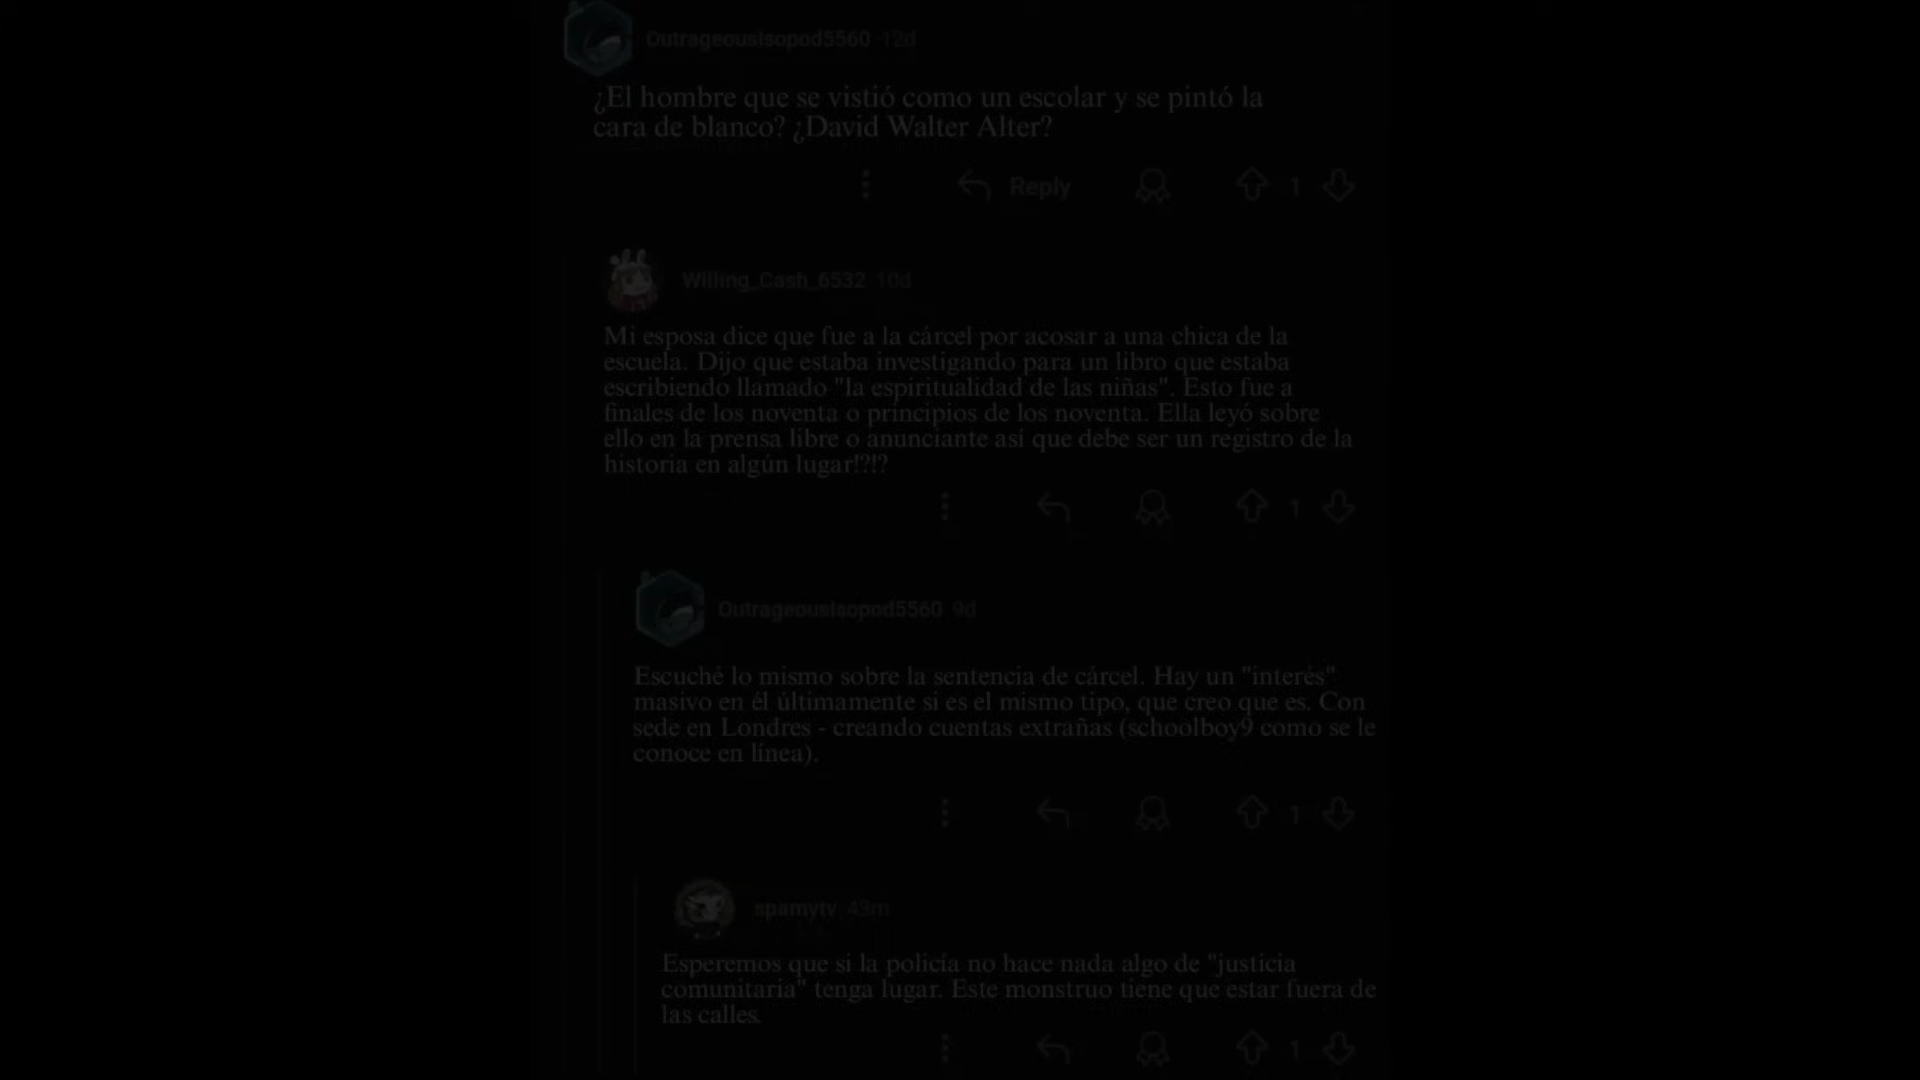 OutrageousIsopod5560 12d
¿El hombre que se vistió como un escolar y se pintó la
cara de blanco? ¿David Walter Alter?
Reply 1
Willing_Cash_6532 10d
Mi esposa dice que fue a la cárcel por acosar a una chica de la
escuela. Dijo que estaba investigando para un libro que estaba
escribiendo llamado "la espiritualidad de las niñas". Esto fue a
finales de los noventa o principios de los noventa. Ella leyó sobre
ello en la prensa libre o anunciante así que debe ser un registro de la
historia en algún lugar!?!?
1
OutrageousIsopod5560 9d
Escuché lo mismo sobre la sentencia de cárcel. Hay un "interés"
masivo en él últimamente si es el mismo tipo, que creo que es. Con
sede en Londres - creando cuentas extrañas (schoolboy9 como se le
conoce en línea).
1
spamytv 43m
Esperemos que si la policía no hace nada algo de "justicia
comunitaria" tenga lugar. Este monstruo tiene que estar fuera de
las calles.
1